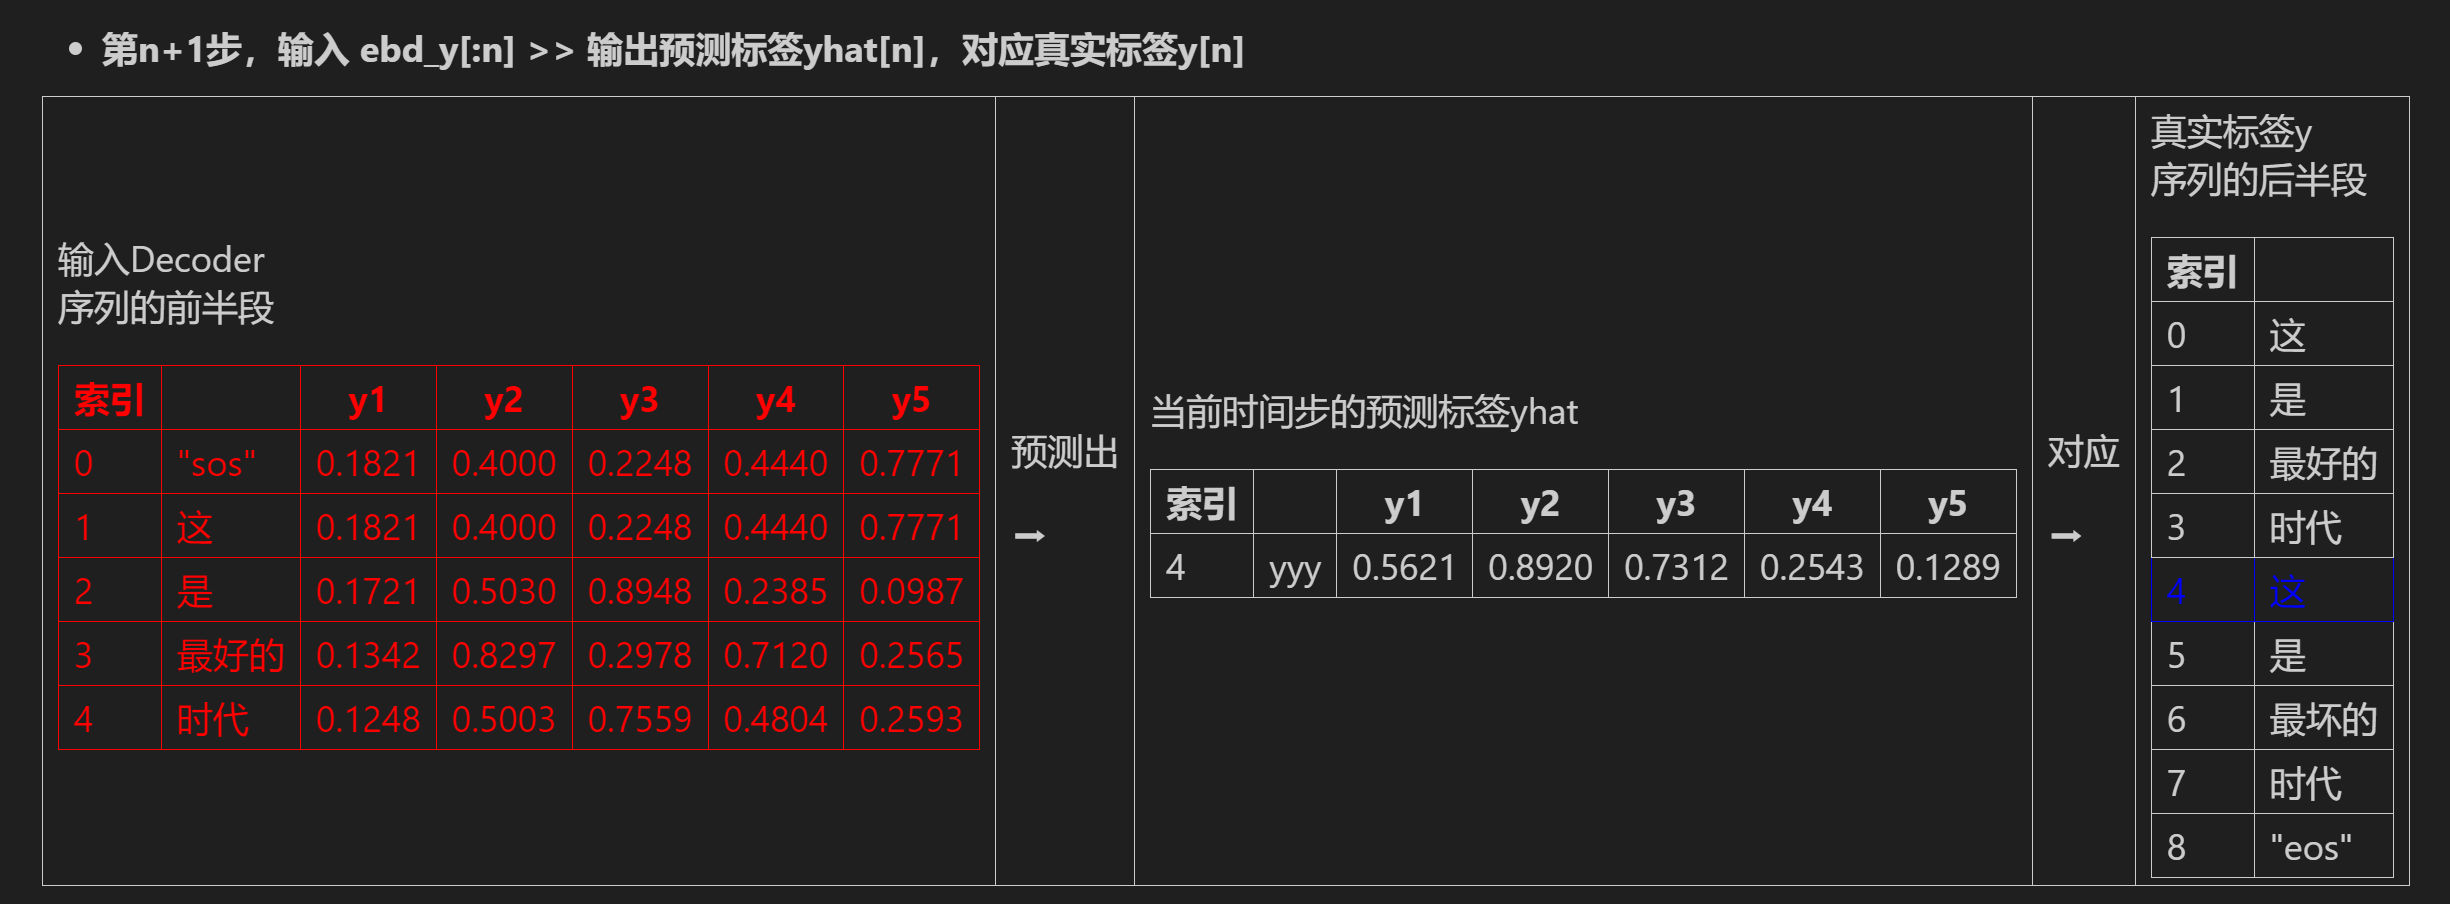 • 第n+1步，输入 ebd_y[:n] >> 输出预测标签yhat[n]，对应真实标签y[n]
输入Decoder
序列的前半段
索引 y1 y2 y3 y4 y5
0 "sos" 0.1821 0.4000 0.2248 0.4440 0.7771
1 这 0.1821 0.4000 0.2248 0.4440 0.7771
2 是 0.1721 0.5030 0.8948 0.2385 0.0987
3 最好的 0.1342 0.8297 0.2978 0.7120 0.2565
4 时代 0.1248 0.5003 0.7559 0.4804 0.2593
预测出
➞
当前时间步的预测标签yhat
索引 y1 y2 y3 y4 y5
4 yyy 0.5621 0.8920 0.7312 0.2543 0.1289
对应
➞
真实标签y
序列的后半段
索引
0 这
1 是
2 最好的
3 时代
4 这
5 是
6 最坏的
7 时代
8 "eos"